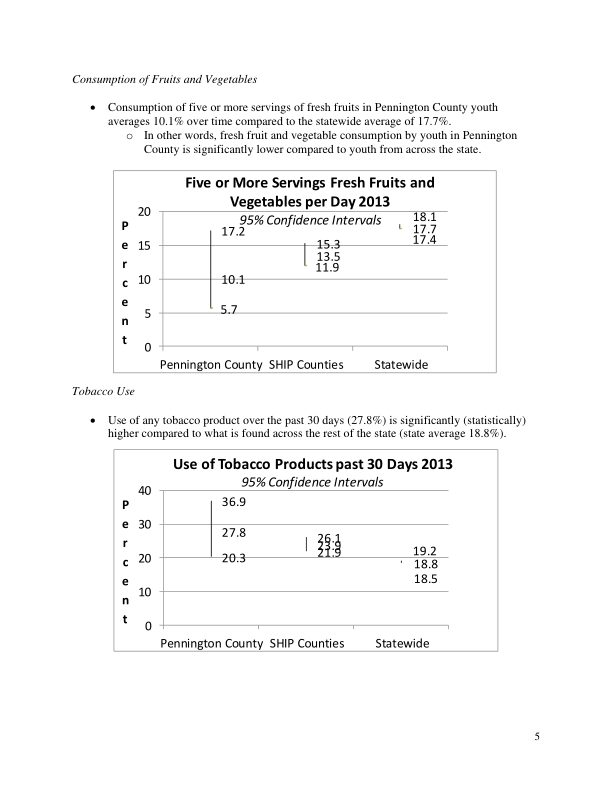 Consumption of Fruits and Vegetables
• Consumption of five or more servings of fresh fruits in Pennington County youth
averages 10.1% over time compared to the statewide average of 17.7%.
o In other words, fresh fruit and vegetable consumption by youth in Pennington
County is significantly lower compared to youth from across the state.
Five or More Servings Fresh Fruits and
Vegetables per Day 2013
95% Confidence Intervals
Percent
20
15
10
5
0
17.2
10.1
5.7
15.3
13.5
11.9
18.1
17.7
17.4
Pennington County SHIP Counties Statewide
Tobacco Use
• Use of any tobacco product over the past 30 days (27.8%) is significantly (statistically)
higher compared to what is found across the rest of the state (state average 18.8%).
Use of Tobacco Products past 30 Days 2013
95% Confidence Intervals
Percent
40
30
20
10
0
36.9
27.8
20.3
26.1
23.9
21.9
19.2
18.8
18.5
Pennington County SHIP Counties Statewide
5